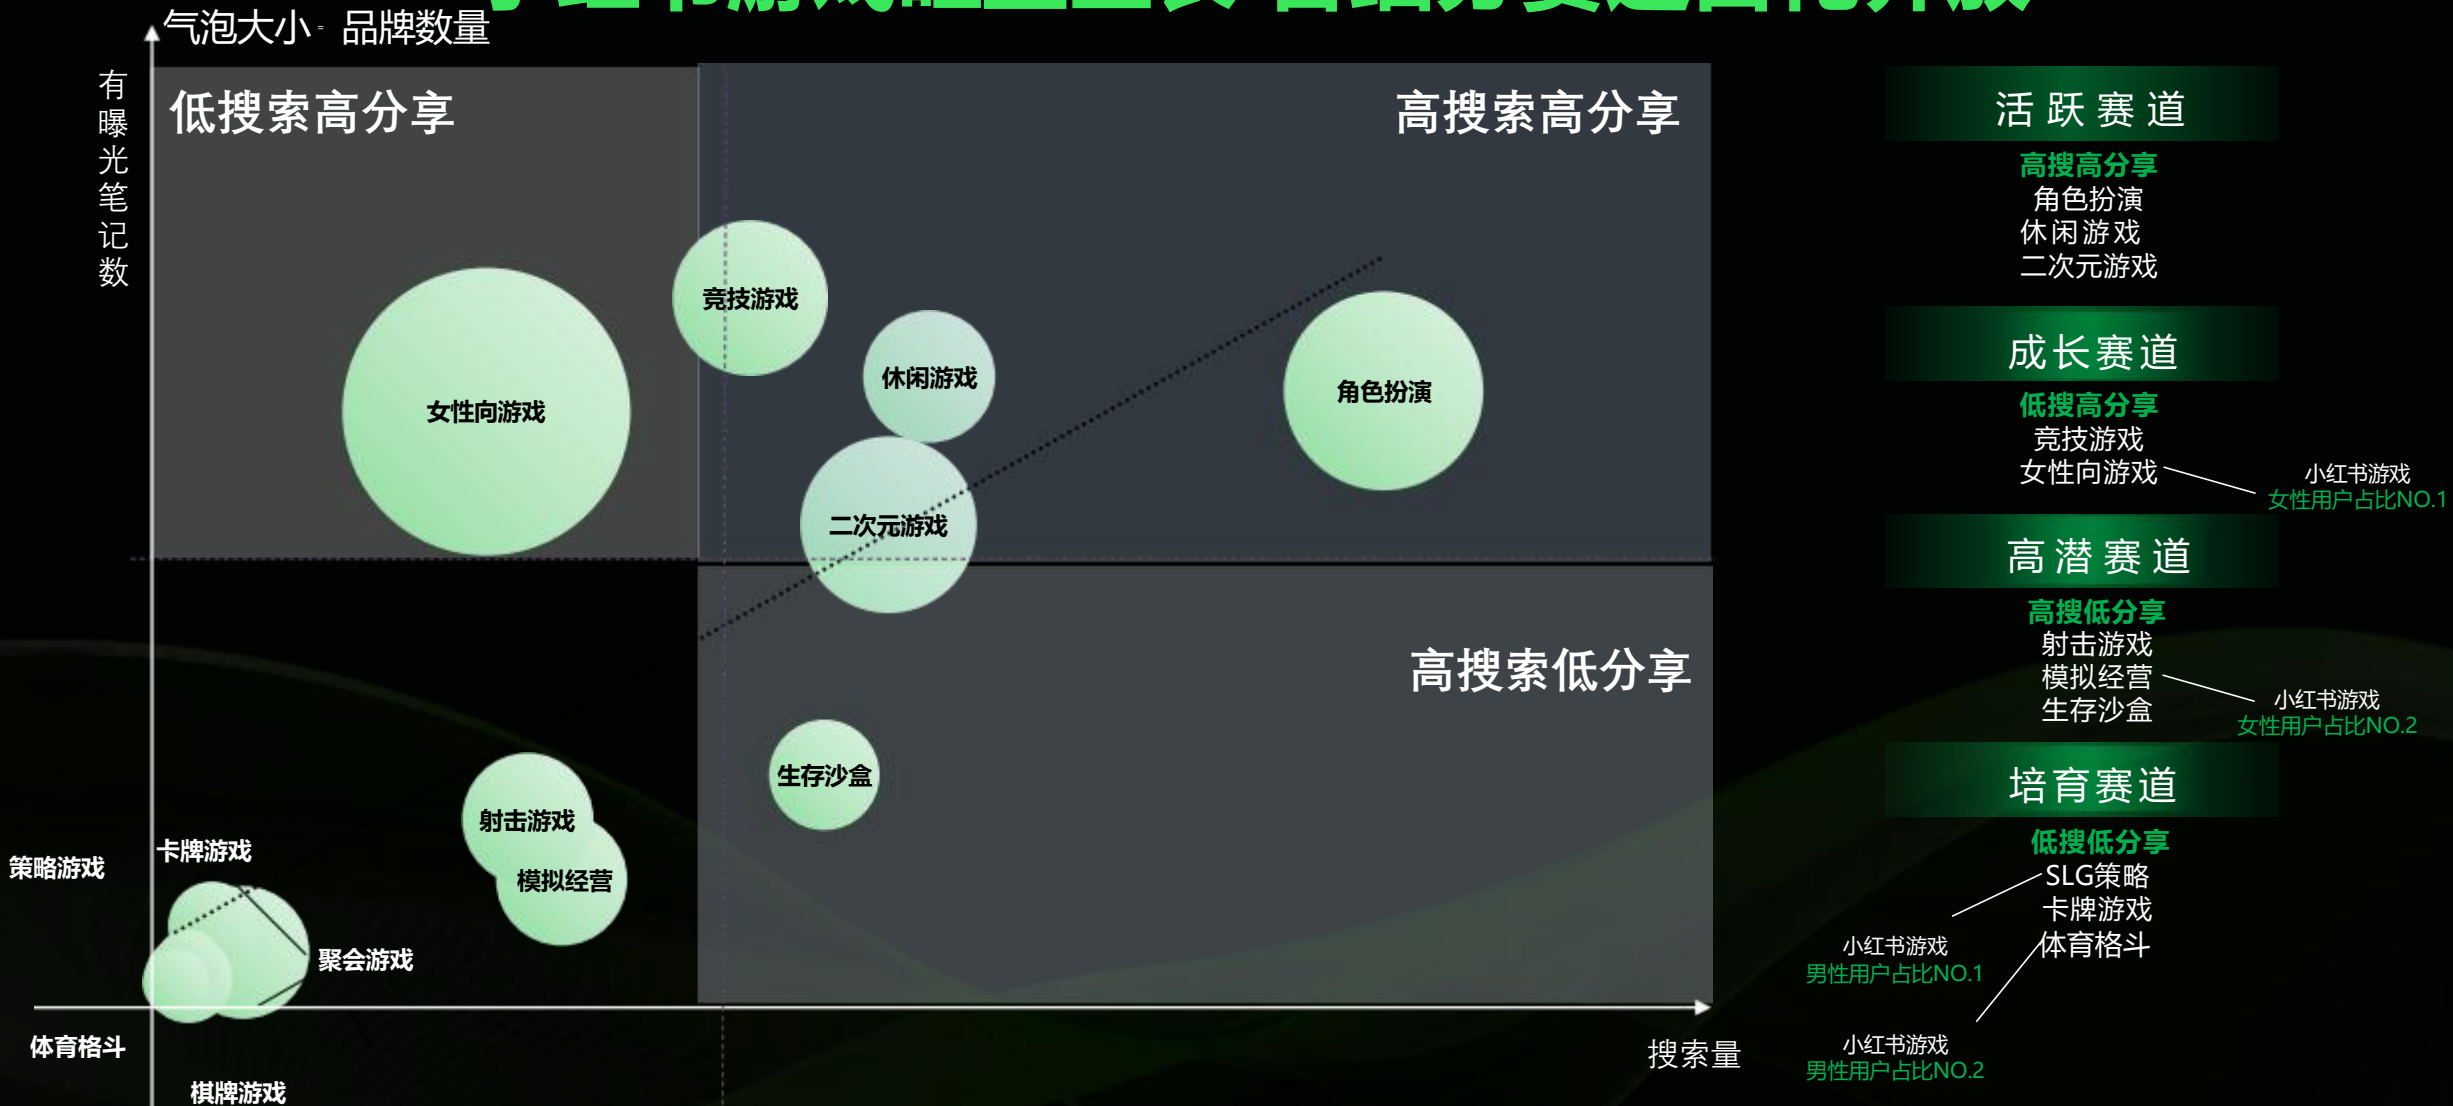 气泡大小= 品牌数量
有曝光笔记数
低搜索高分享
高搜索高分享
竞技游戏
休闲游戏
女性向游戏
角色扮演
二次元游戏
高搜索低分享
生存沙盒
射击游戏
模拟经营
卡牌游戏
策略游戏
聚会游戏
体育格斗
棋牌游戏
搜索量
活跃赛道
高搜高分享
角色扮演
休闲游戏
二次元游戏
成长赛道
低搜高分享
竞技游戏
女性向游戏
小红书游戏
女性用户占比NO.1
高潜赛道
高搜低分享
射击游戏
模拟经营
生存沙盒
小红书游戏
女性用户占比NO.2
培育赛道
低搜低分享
SLG策略
卡牌游戏
体育格斗
小红书游戏
男性用户占比NO.1
小红书游戏
男性用户占比NO.2